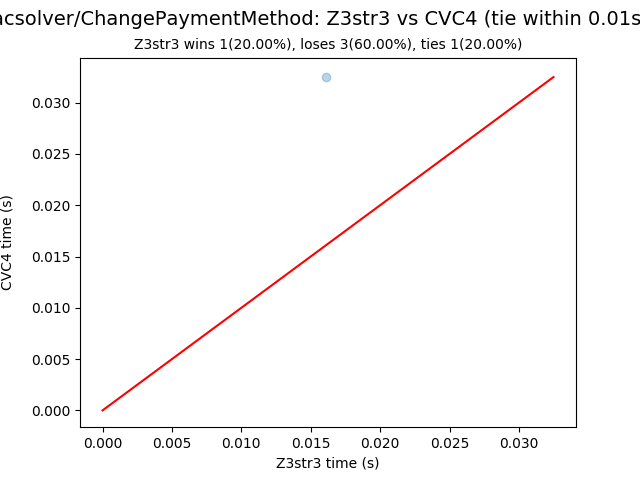 acsolver/ChangePaymentMethod: Z3str3 vs CVC4 (tie within 0.01s
Z3str3 wins 1(20.00%), loses 3(60.00%), ties 1(20.00%)
CVC4 time (s)
0.030
0.025
0.020
0.015
0.010
0.005
0.000
0.000 0.005 0.010 0.015 0.020 0.025 0.030
Z3str3 time (s)